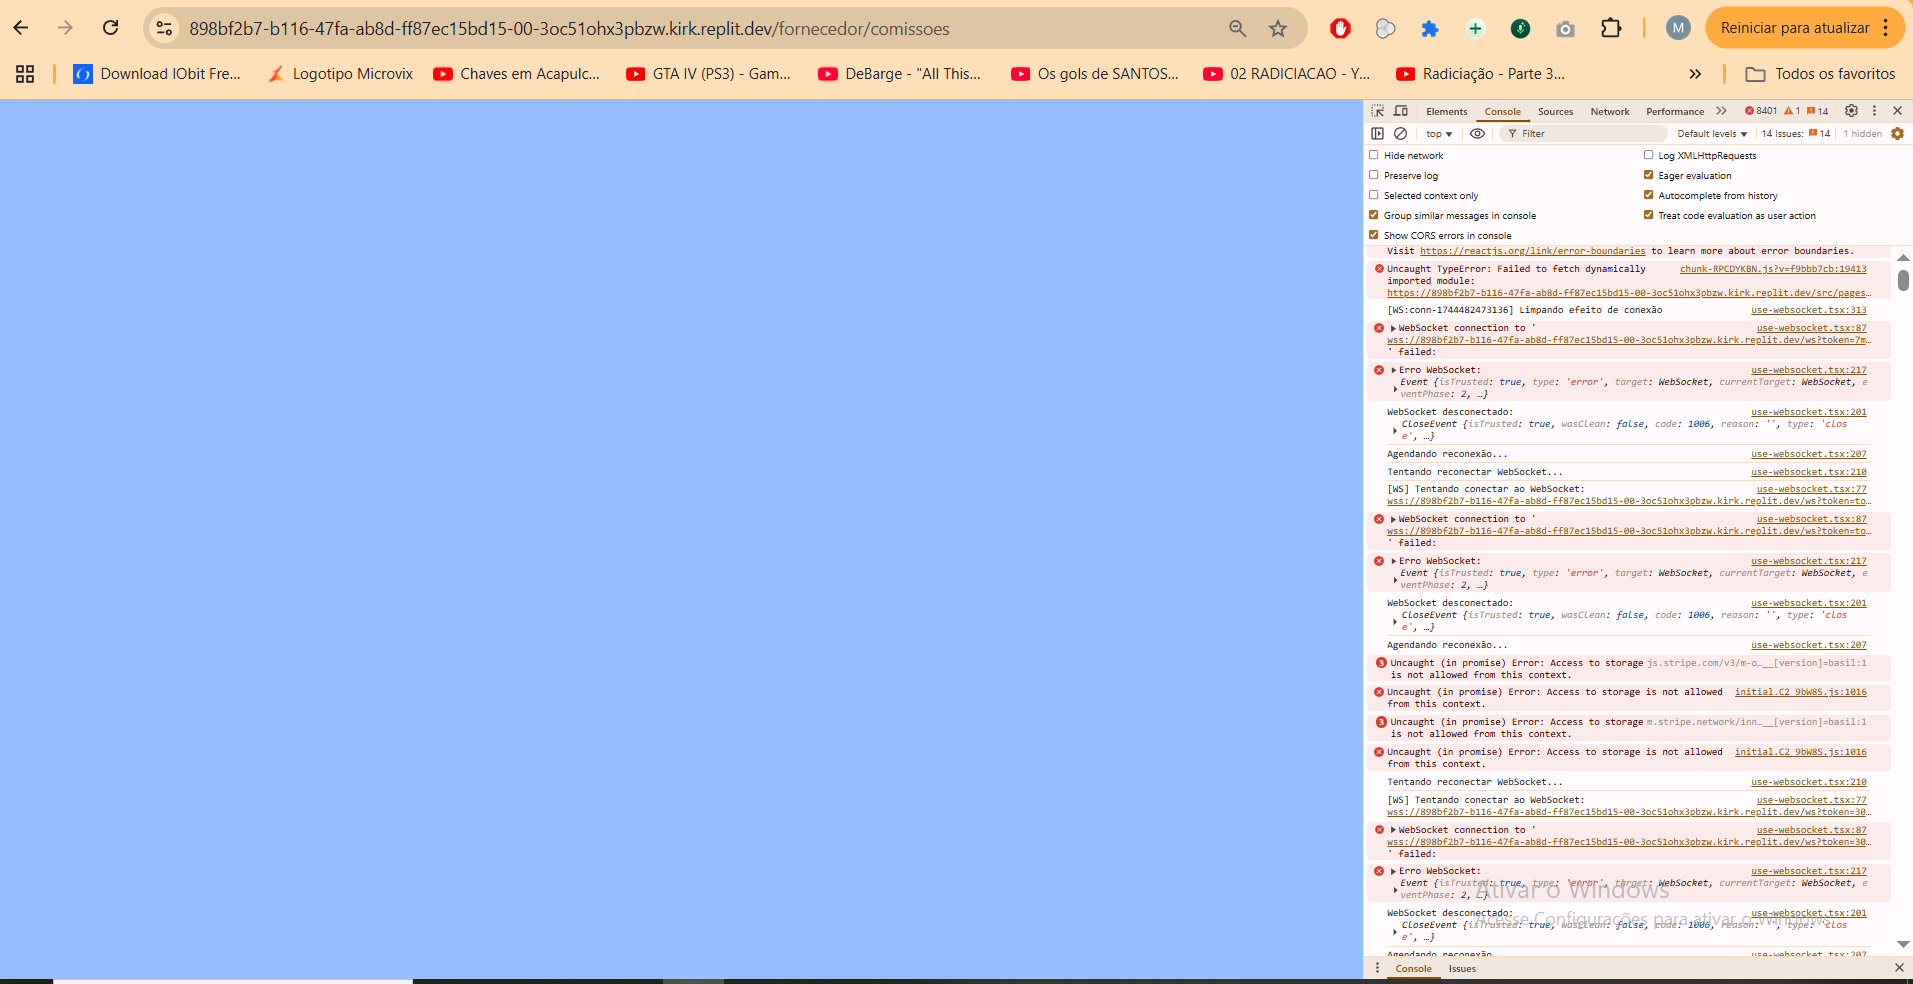 898bf2b7-b116-47fa-ab8d-ff87ec15bd15-00-3oc51ohx3pbzw.kirk.replit.dev/fornecedor/comissoes
M
Reiniciar para atualizar
Download IObit Fre...
Logotipo Microvix
Chaves em Acapulc...
GTA IV (PS3) - Gam...
DeBarge - "All This...
Os gols de SANTOS...
02 RADICIACAO - Y...
Radiciação - Parte 3...
Todos os favoritos
Elements Console Sources Network Performance 8401 1 14
top Filter Default levels 14 Issues: 14 1 hidden
Hide network Log XMLHttpRequests
Preserve log Eager evaluation
Selected context only Autocomplete from history
Group similar messages in console Treat code evaluation as user action
Show CORS errors in console
Visit https://reactjs.org/link/error-boundaries to learn more about error boundaries.
Uncaught TypeError: Failed to fetch dynamically chunk-RPCDYKBN.js?v=f9bbb7cb:19413
imported module:
https://898bf2b7-b116-47fa-ab8d-ff87ec15bd15-00-3oc51ohx3pbzw.kirk.replit.dev/src/pages…
[WS:conn-1744482473136] Limpando efeito de conexão use-websocket.tsx:313
WebSocket connection to ' use-websocket.tsx:87
wss://898bf2b7-b116-47fa-ab8d-ff87ec15bd15-00-3oc51ohx3pbzw.kirk.replit.dev/ws?token=7m…
' failed:
Erro WebSocket: use-websocket.tsx:217
Event {isTrusted: true, type: 'error', target: WebSocket, currentTarget: WebSocket, e
ventPhase: 2, …}
WebSocket desconectado: use-websocket.tsx:201
CloseEvent {isTrusted: true, wasClean: false, code: 1006, reason: '', type: 'clos
e', …}
Agendando reconexão... use-websocket.tsx:207
Tentando reconectar WebSocket... use-websocket.tsx:210
[WS] Tentando conectar ao WebSocket: use-websocket.tsx:77
wss://898bf2b7-b116-47fa-ab8d-ff87ec15bd15-00-3oc51ohx3pbzw.kirk.replit.dev/ws?token=to…
WebSocket connection to ' use-websocket.tsx:87
wss://898bf2b7-b116-47fa-ab8d-ff87ec15bd15-00-3oc51ohx3pbzw.kirk.replit.dev/ws?token=to…
' failed:
Erro WebSocket: use-websocket.tsx:217
Event {isTrusted: true, type: 'error', target: WebSocket, currentTarget: WebSocket, e
ventPhase: 2, …}
WebSocket desconectado: use-websocket.tsx:201
CloseEvent {isTrusted: true, wasClean: false, code: 1006, reason: '', type: 'clos
e', …}
Agendando reconexão... use-websocket.tsx:207
3 Uncaught (in promise) Error: Access to storage js.stripe.com/v3/m-o…__[version]=basil:1
is not allowed from this context.
Uncaught (in promise) Error: Access to storage is not allowed initial.C2_9bW8S.js:1016
from this context.
3 Uncaught (in promise) Error: Access to storage m.stripe.network/inn…__[version]=basil:1
is not allowed from this context.
Uncaught (in promise) Error: Access to storage is not allowed initial.C2_9bW8S.js:1016
from this context.
Tentando reconectar WebSocket... use-websocket.tsx:210
[WS] Tentando conectar ao WebSocket: use-websocket.tsx:77
wss://898bf2b7-b116-47fa-ab8d-ff87ec15bd15-00-3oc51ohx3pbzw.kirk.replit.dev/ws?token=30…
WebSocket connection to ' use-websocket.tsx:87
wss://898bf2b7-b116-47fa-ab8d-ff87ec15bd15-00-3oc51ohx3pbzw.kirk.replit.dev/ws?token=30…
' failed:
Erro WebSocket: use-websocket.tsx:217
Event {isTrusted: true, type: 'error', target: WebSocket, currentTarget: WebSocket, e
ventPhase: 2, …}
Ativar o Windows
WebSocket desconectado: use-websocket.tsx:201
Acesse Configurações para ativar o Windows.
CloseEvent {isTrusted: true, wasClean: false, code: 1006, reason: '', type: 'clos
e', …}
Agendando reconexão... use-websocket.tsx:207
Console Issues